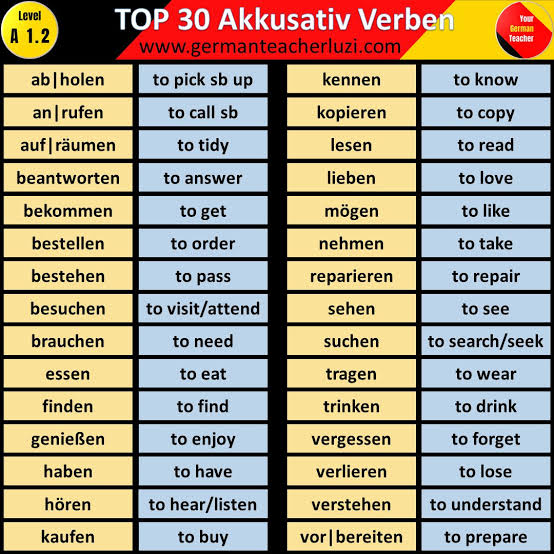 Level
A 1.2
TOP 30 Akkusativ Verben
www.germanteacherluzi.com
Your
German
Teacher
ab|holen to pick sb up kennen to know
an|rufen to call sb kopieren to copy
auf|räumen to tidy lesen to read
beantworten to answer lieben to love
bekommen to get mögen to like
bestellen to order nehmen to take
bestehen to pass reparieren to repair
besuchen to visit/attend sehen to see
brauchen to need suchen to search/seek
essen to eat tragen to wear
finden to find trinken to drink
genießen to enjoy vergessen to forget
haben to have verlieren to lose
hören to hear/listen verstehen to understand
kaufen to buy vor|bereiten to prepare